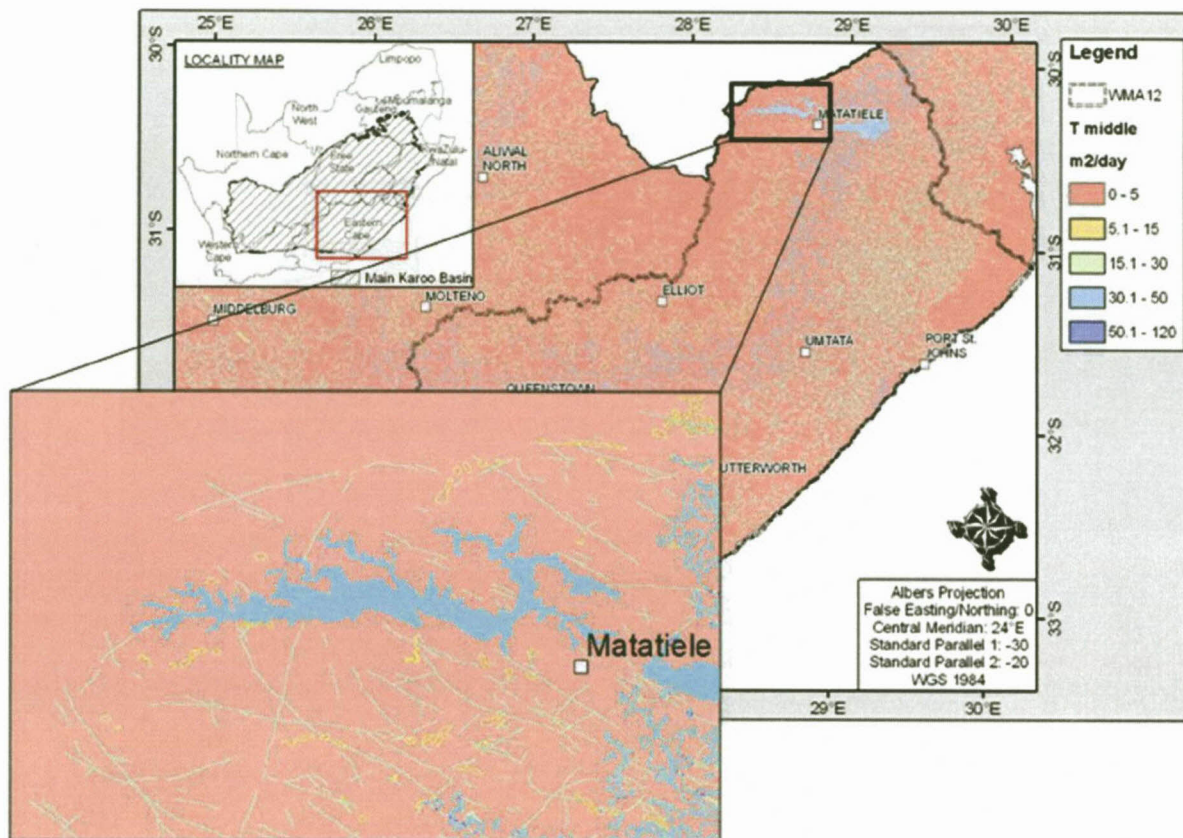 25°E
26°E
27°E
28°E
29°E
30°E
30°S
31°S
30°S
31°S
32°S
33°S
29°E
30°E
LOCALITY MAP
Limpopo
North
West
Gauteng
Mpumalanga
Northern Cape
Free
State
KwaZulu-
Natal
Eastern
Cape
Western
Cape
Main Karoo Basin
MATATIELE
ALIWAL
NORTH
MIDDELBURG
MOLTENO
ELLIOT
UMTATA
PORT St.
JOHNS
QUEENSTOWN
UTTERWORTH
Matatiele
Legend
WMA12
T middle
m2/day
0 - 5
5.1 - 15
15.1 - 30
30.1 - 50
50.1 - 120
Albers Projection
False Easting/Northing: 0
Central Meridian: 24°E
Standard Parallel 1: -30
Standard Parallel 2: -20
WGS 1984